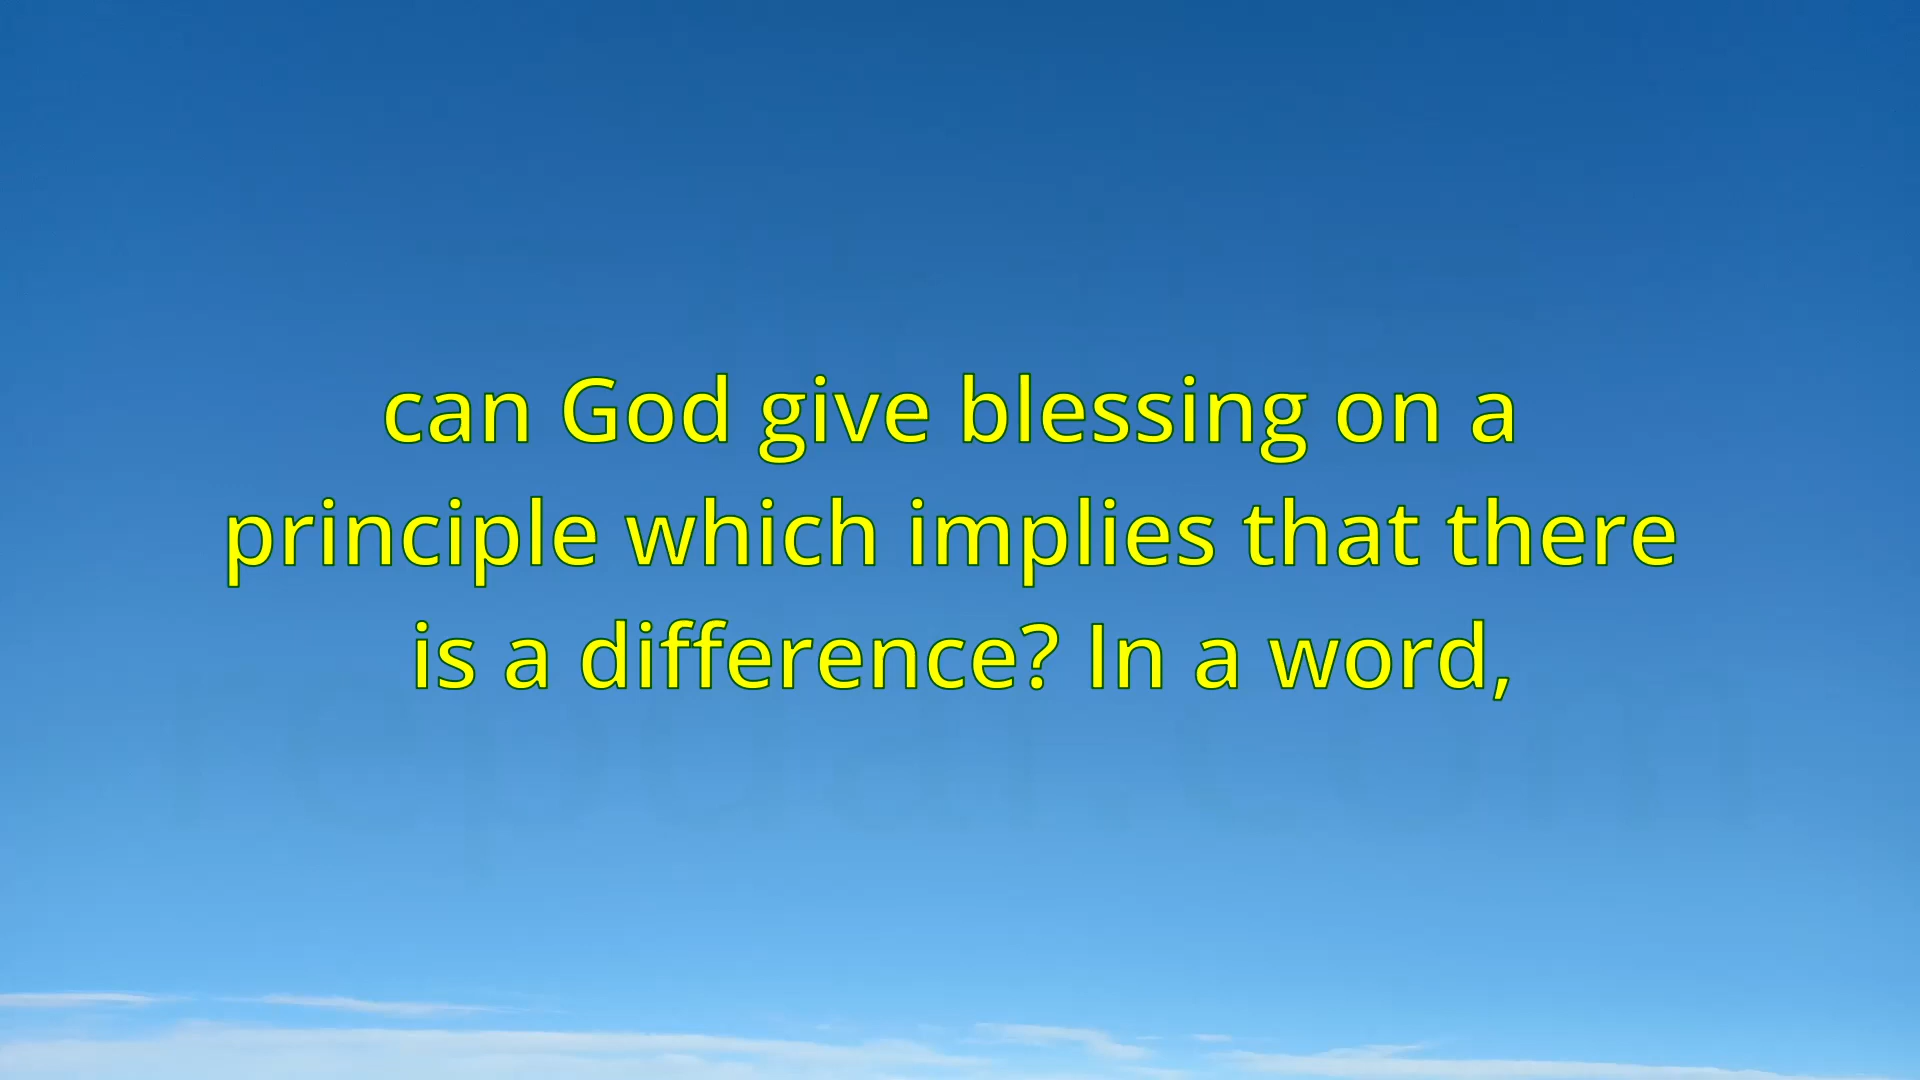 can God give blessing on a
principle which implies that there
is a difference? In a word,